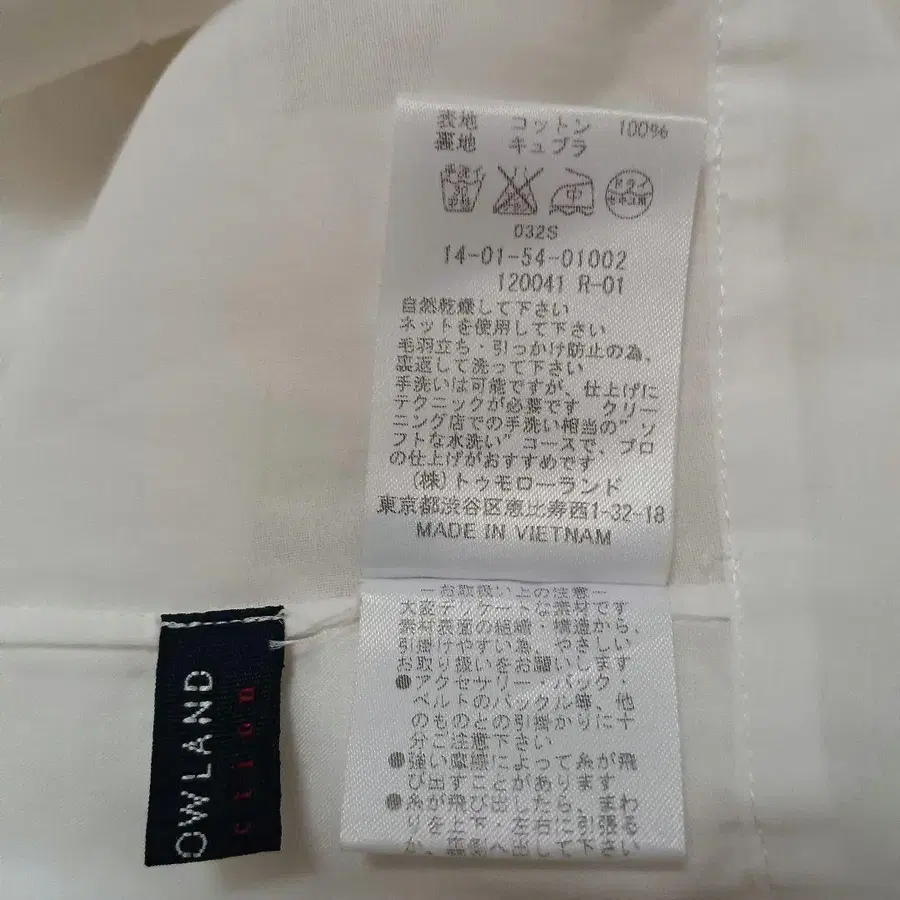 表地 コットン 100%
裏地 キュプラ
手洗イ
30
中
ドライ
セキユ系
032S
14-01-54-01002
120041 R-01
自然乾燥して下さい
ネットを使用して下さい
毛羽立ち・引っかけ防止の為、
裏返して洗って下さい
手洗いは可能ですが、仕上げに
テクニックが必要です クリー
ニング店での手洗い相当の"ソ
フトな水洗い"コースで、プロ
の仕上げがおすすめです
(株)トゥモローランド
東京都渋谷区恵比寿西1-32-18
MADE IN VIETNAM
－お取扱い上の注意－
大変デリケートな素材です
素材表面の組織・構造から、
引掛けやすい為、やさしい
お取り扱いをお願いします
●アクセサリー・バック・
ベルトのバックル等、他
のものとの引掛かりに十
分ご注意下さい
●強い摩擦によって糸が飛
び出すことがあります
●糸が飛び出したら、まわ
りを上下・左右に引張る
OWLAND
ction